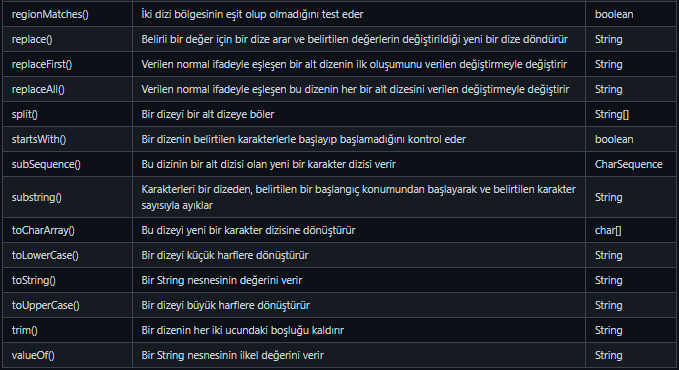 regionMatches() İki dizi bölgesinin eşit olup olmadığını test eder boolean
replace() Belirli bir değer için bir dize arar ve belirtilen değerlerin değiştirildiği yeni bir dize döndürür String
replaceFirst() Verilen normal ifadeyle eşleşen bir alt dizenin ilk oluşumunu verilen değiştirmeyle değiştirir String
replaceAll() Verilen normal ifadeyle eşleşen bu dizenin her bir alt dizesini verilen değiştirmeyle değiştirir String
split() Bir dizeyi bir alt dizeye böler String[]
startsWith() Bir dizenin belirtilen karakterlerle başlayıp başlamadığını kontrol eder boolean
subSequence() Bu dizinin bir alt dizisi olan yeni bir karakter dizisi verir CharSequence
substring() Karakterleri bir dizeden, belirtilen bir başlangıç konumundan başlayarak ve belirtilen karakter String
sayısıyla ayıklar
toCharArray() Bu dizeyi yeni bir karakter dizisine dönüştürür char[]
toLowerCase() Bir dizeyi küçük harflere dönüştürür String
toString() Bir String nesnesinin değerini verir String
toUpperCase() Bir dizeyi büyük harflere dönüştürür String
trim() Bir dizenin her iki ucundaki boşluğu kaldırır String
valueOf() Bir String nesnesinin ilkel değerini verir String